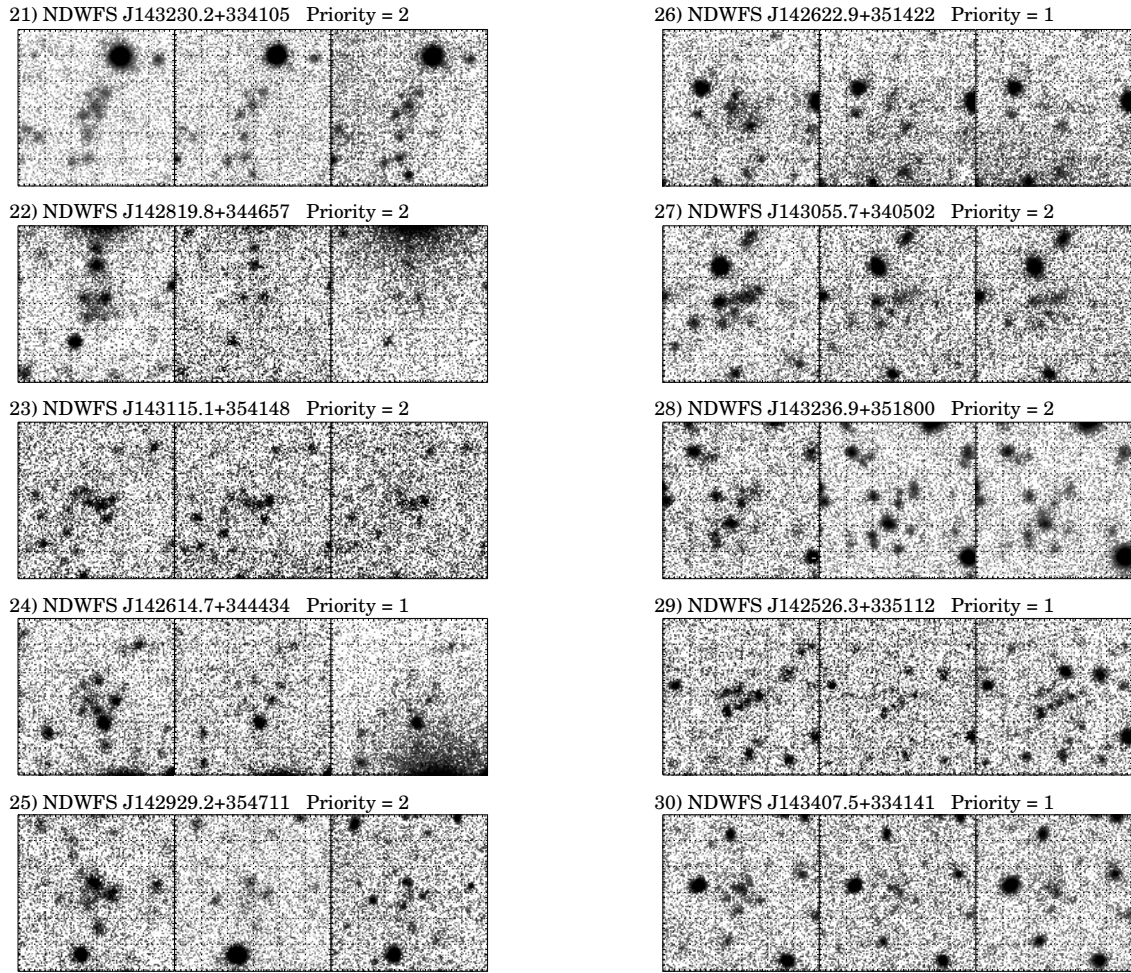 21) NDWFS J143230.2+334105 Priority = 2
22) NDWFS J142819.8+344657 Priority = 2
23) NDWFS J143115.1+354148 Priority = 2
24) NDWFS J142614.7+344434 Priority = 1
25) NDWFS J142929.2+354711 Priority = 2
26) NDWFS J142622.9+351422 Priority = 1
27) NDWFS J143055.7+340502 Priority = 2
28) NDWFS J143236.9+351800 Priority = 2
29) NDWFS J142526.3+335112 Priority = 1
30) NDWFS J143407.5+334141 Priority = 1